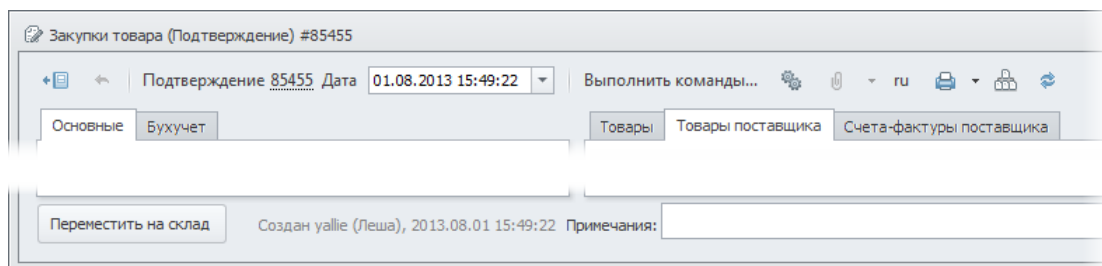 Закупки товара (Подтверждение) #85455
Подтверждение 85455 Дата 01.08.2013 15:49:22 Выполнить команды... ru
Основные Бухучет Товары Товары поставщика Счета-фактуры поставщика
Переместить на склад Создан yallie (Леша), 2013.08.01 15:49:22 Примечания: